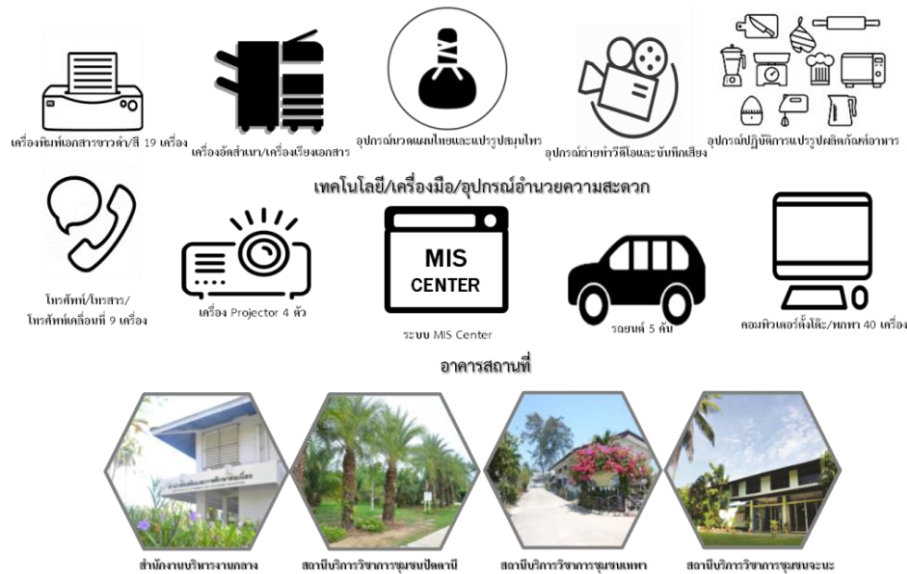 เครื่องพิมพ์เอกสารขาวดำ/สี 19 เครื่อง
เครื่องอัดสำเนา/เครื่องเรียงเอกสาร
อุปกรณ์นวดแผนไทยและแปรรูปสมุนไพร
อุปกรณ์ถ่ายทำวีดีโอและบันทึกเสียง
อุปกรณ์ปฏิบัติการแปรรูปผลิตภัณฑ์อาหาร
เทคโนโลยี/เครื่องมือ/อุปกรณ์อำนวยความสะดวก
โทรศัพท์/โทรสาร/
โทรศัพท์เคลื่อนที่ 9 เครื่อง
เครื่อง Projector 4 ตัว
MIS
CENTER
ระบบ MIS Center
รถยนต์ 5 คัน
คอมพิวเตอร์ตั้งโต๊ะ/พกพา 40 เครื่อง
อาคารสถานที่
สำนักงานบริหารงานกลาง
สถานีบริการวิชาการชุมชนปัตตานี
สถานีบริการวิชาการชุมชนเทพา
สถานีบริการวิชาการชุมชนจะนะ